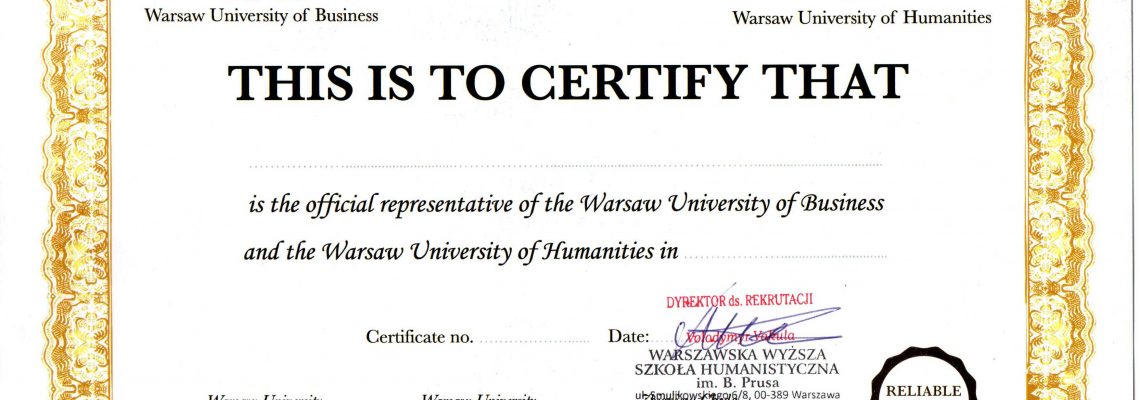 Warsaw University of Business
Warsaw University of Humanities
THIS IS TO CERTIFY THAT
is the official representative of the Warsaw University of Business
and the Warsaw University of Humanities in
DYREKTOR ds. REKRUTACJI
Certificate no.
Date:
Volodymyr Vakula
WARSZAWSKA WYŻSZA
SZKOŁA HUMANISTYCZNA
im. B. Prusa
ul. Smulikowskiego 6/8, 00-389 Warszawa
RELIABLE
Warsaw University
Warsaw University